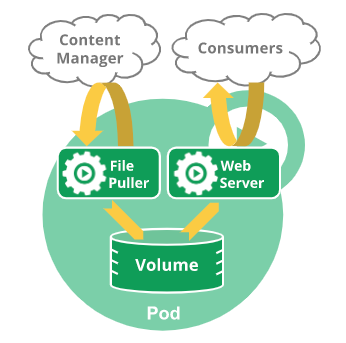 Content
Manager
Consumers
File
Puller
Web
Server
Volume
Pod